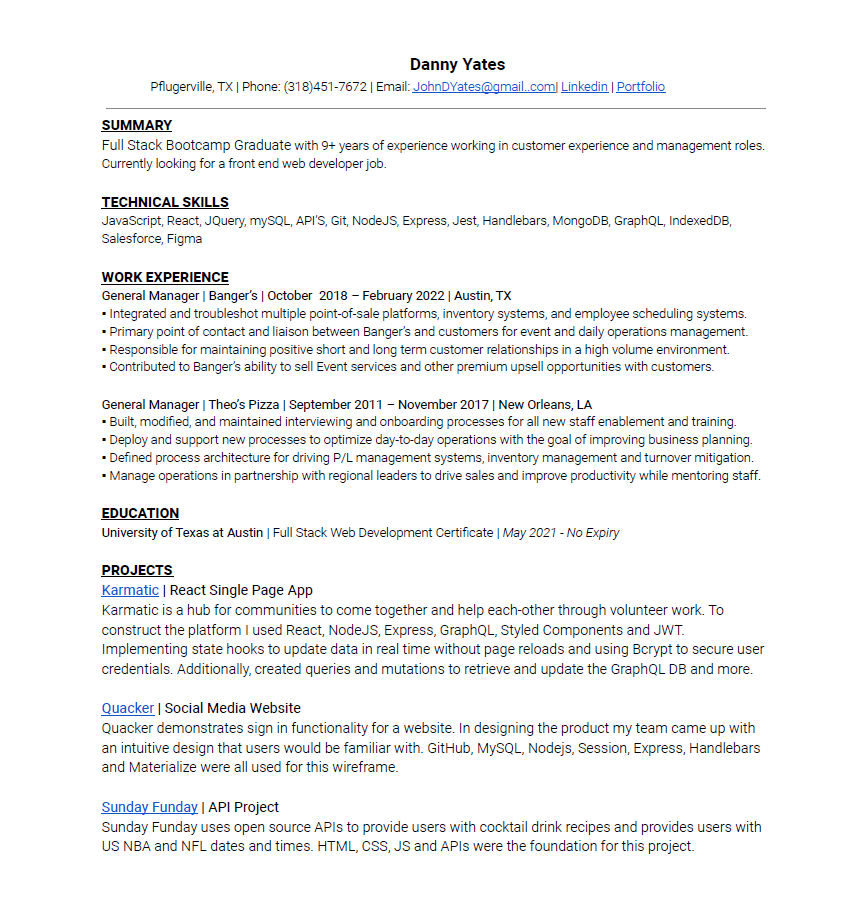 Danny Yates
Pflugerville, TX | Phone: (318)451-7672 | Email: JohnDYates@gmail..com| Linkedin | Portfolio
SUMMARY
Full Stack Bootcamp Graduate with 9+ years of experience working in customer experience and management roles.
Currently looking for a front end web developer job.
TECHNICAL SKILLS
JavaScript, React, JQuery, mySQL, API'S, Git, NodeJS, Express, Jest, Handlebars, MongoDB, GraphQL, IndexedDB,
Salesforce, Figma
WORK EXPERIENCE
General Manager | Banger's | October  2018 – February 2022 | Austin, TX
▪ Integrated and troubleshot multiple point-of-sale platforms, inventory systems, and employee scheduling systems.
▪ Primary point of contact and liaison between Banger's and customers for event and daily operations management.
▪ Responsible for maintaining positive short and long term customer relationships in a high volume environment.
▪ Contributed to Banger's ability to sell Event services and other premium upsell opportunities with customers.
General Manager | Theo's Pizza | September 2011 – November 2017 | New Orleans, LA
▪ Built, modified, and maintained interviewing and onboarding processes for all new staff enablement and training.
▪ Deploy and support new processes to optimize day-to-day operations with the goal of improving business planning.
▪ Defined process architecture for driving P/L management systems, inventory management and turnover mitigation.
▪ Manage operations in partnership with regional leaders to drive sales and improve productivity while mentoring staff.
EDUCATION
University of Texas at Austin | Full Stack Web Development Certificate | May 2021 - No Expiry
PROJECTS
Karmatic | React Single Page App
Karmatic is a hub for communities to come together and help each-other through volunteer work. To
construct the platform I used React, NodeJS, Express, GraphQL, Styled Components and JWT.
Implementing state hooks to update data in real time without page reloads and using Bcrypt to secure user
credentials. Additionally, created queries and mutations to retrieve and update the GraphQL DB and more.
Quacker | Social Media Website
Quacker demonstrates sign in functionality for a website. In designing the product my team came up with
an intuitive design that users would be familiar with. GitHub, MySQL, Nodejs, Session, Express, Handlebars
and Materialize were all used for this wireframe.
Sunday Funday | API Project
Sunday Funday uses open source APIs to provide users with cocktail drink recipes and provides users with
US NBA and NFL dates and times. HTML, CSS, JS and APIs were the foundation for this project.